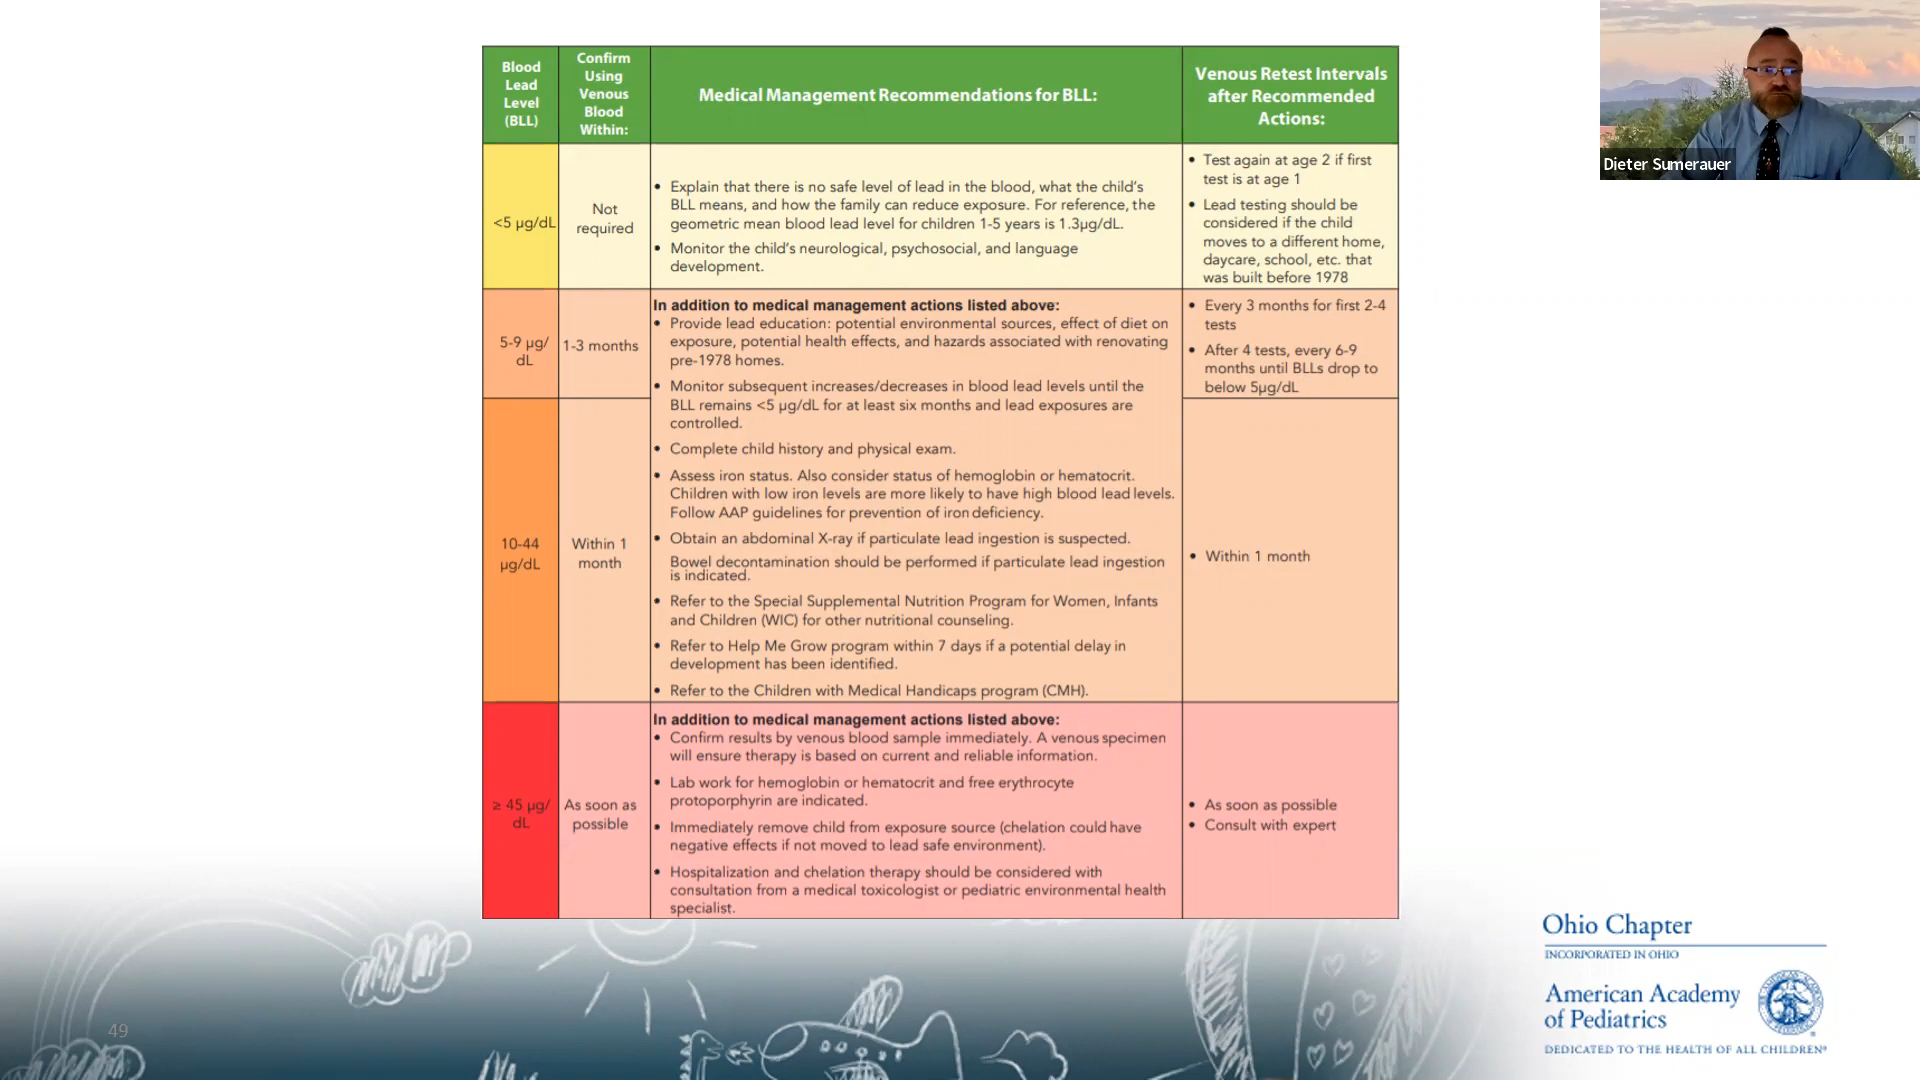 Blood
Lead
Level
(BLL)
Confirm
Using
Venous
Blood
Within:
Medical Management Recommendations for BLL:
Venous Retest Intervals
after Recommended
Actions:
<5 µg/dL
Not
required
• Explain that there is no safe level of lead in the blood, what the child's
BLL means, and how the family can reduce exposure. For reference, the
geometric mean blood lead level for children 1-5 years is 1.3µg/dL.
• Monitor the child's neurological, psychosocial, and language
development.
• Test again at age 2 if first
test is at age 1
• Lead testing should be
considered if the child
moves to a different home,
daycare, school, etc. that
was built before 1978
5-9 µg/
dL
1-3 months
In addition to medical management actions listed above:
• Provide lead education: potential environmental sources, effect of diet on
exposure, potential health effects, and hazards associated with renovating
pre-1978 homes.
• Monitor subsequent increases/decreases in blood lead levels until the
BLL remains <5 µg/dL for at least six months and lead exposures are
controlled.
• Complete child history and physical exam.
• Assess iron status. Also consider status of hemoglobin or hematocrit.
Children with low iron levels are more likely to have high blood lead levels.
Follow AAP guidelines for prevention of iron deficiency.
• Obtain an abdominal X-ray if particulate lead ingestion is suspected.
Bowel decontamination should be performed if particulate lead ingestion
is indicated.
• Refer to the Special Supplemental Nutrition Program for Women, Infants
and Children (WIC) for other nutritional counseling.
• Refer to Help Me Grow program within 7 days if a potential delay in
development has been identified.
• Refer to the Children with Medical Handicaps program (CMH).
• Every 3 months for first 2-4
tests
• After 4 tests, every 6-9
months until BLLs drop to
below 5µg/dL
10-44
µg/dL
Within 1
month
• Within 1 month
≥ 45 µg/
dL
As soon as
possible
In addition to medical management actions listed above:
• Confirm results by venous blood sample immediately. A venous specimen
will ensure therapy is based on current and reliable information.
• Lab work for hemoglobin or hematocrit and free erythrocyte
protoporphyrin are indicated.
• Immediately remove child from exposure source (chelation could have
negative effects if not moved to lead safe environment).
• Hospitalization and chelation therapy should be considered with
consultation from a medical toxicologist or pediatric environmental health
specialist.
• As soon as possible
• Consult with expert
Dieter Sumerauer
Ohio Chapter
INCORPORATED IN OHIO
American Academy
of Pediatrics
DEDICATED TO THE HEALTH OF ALL CHILDREN®
49